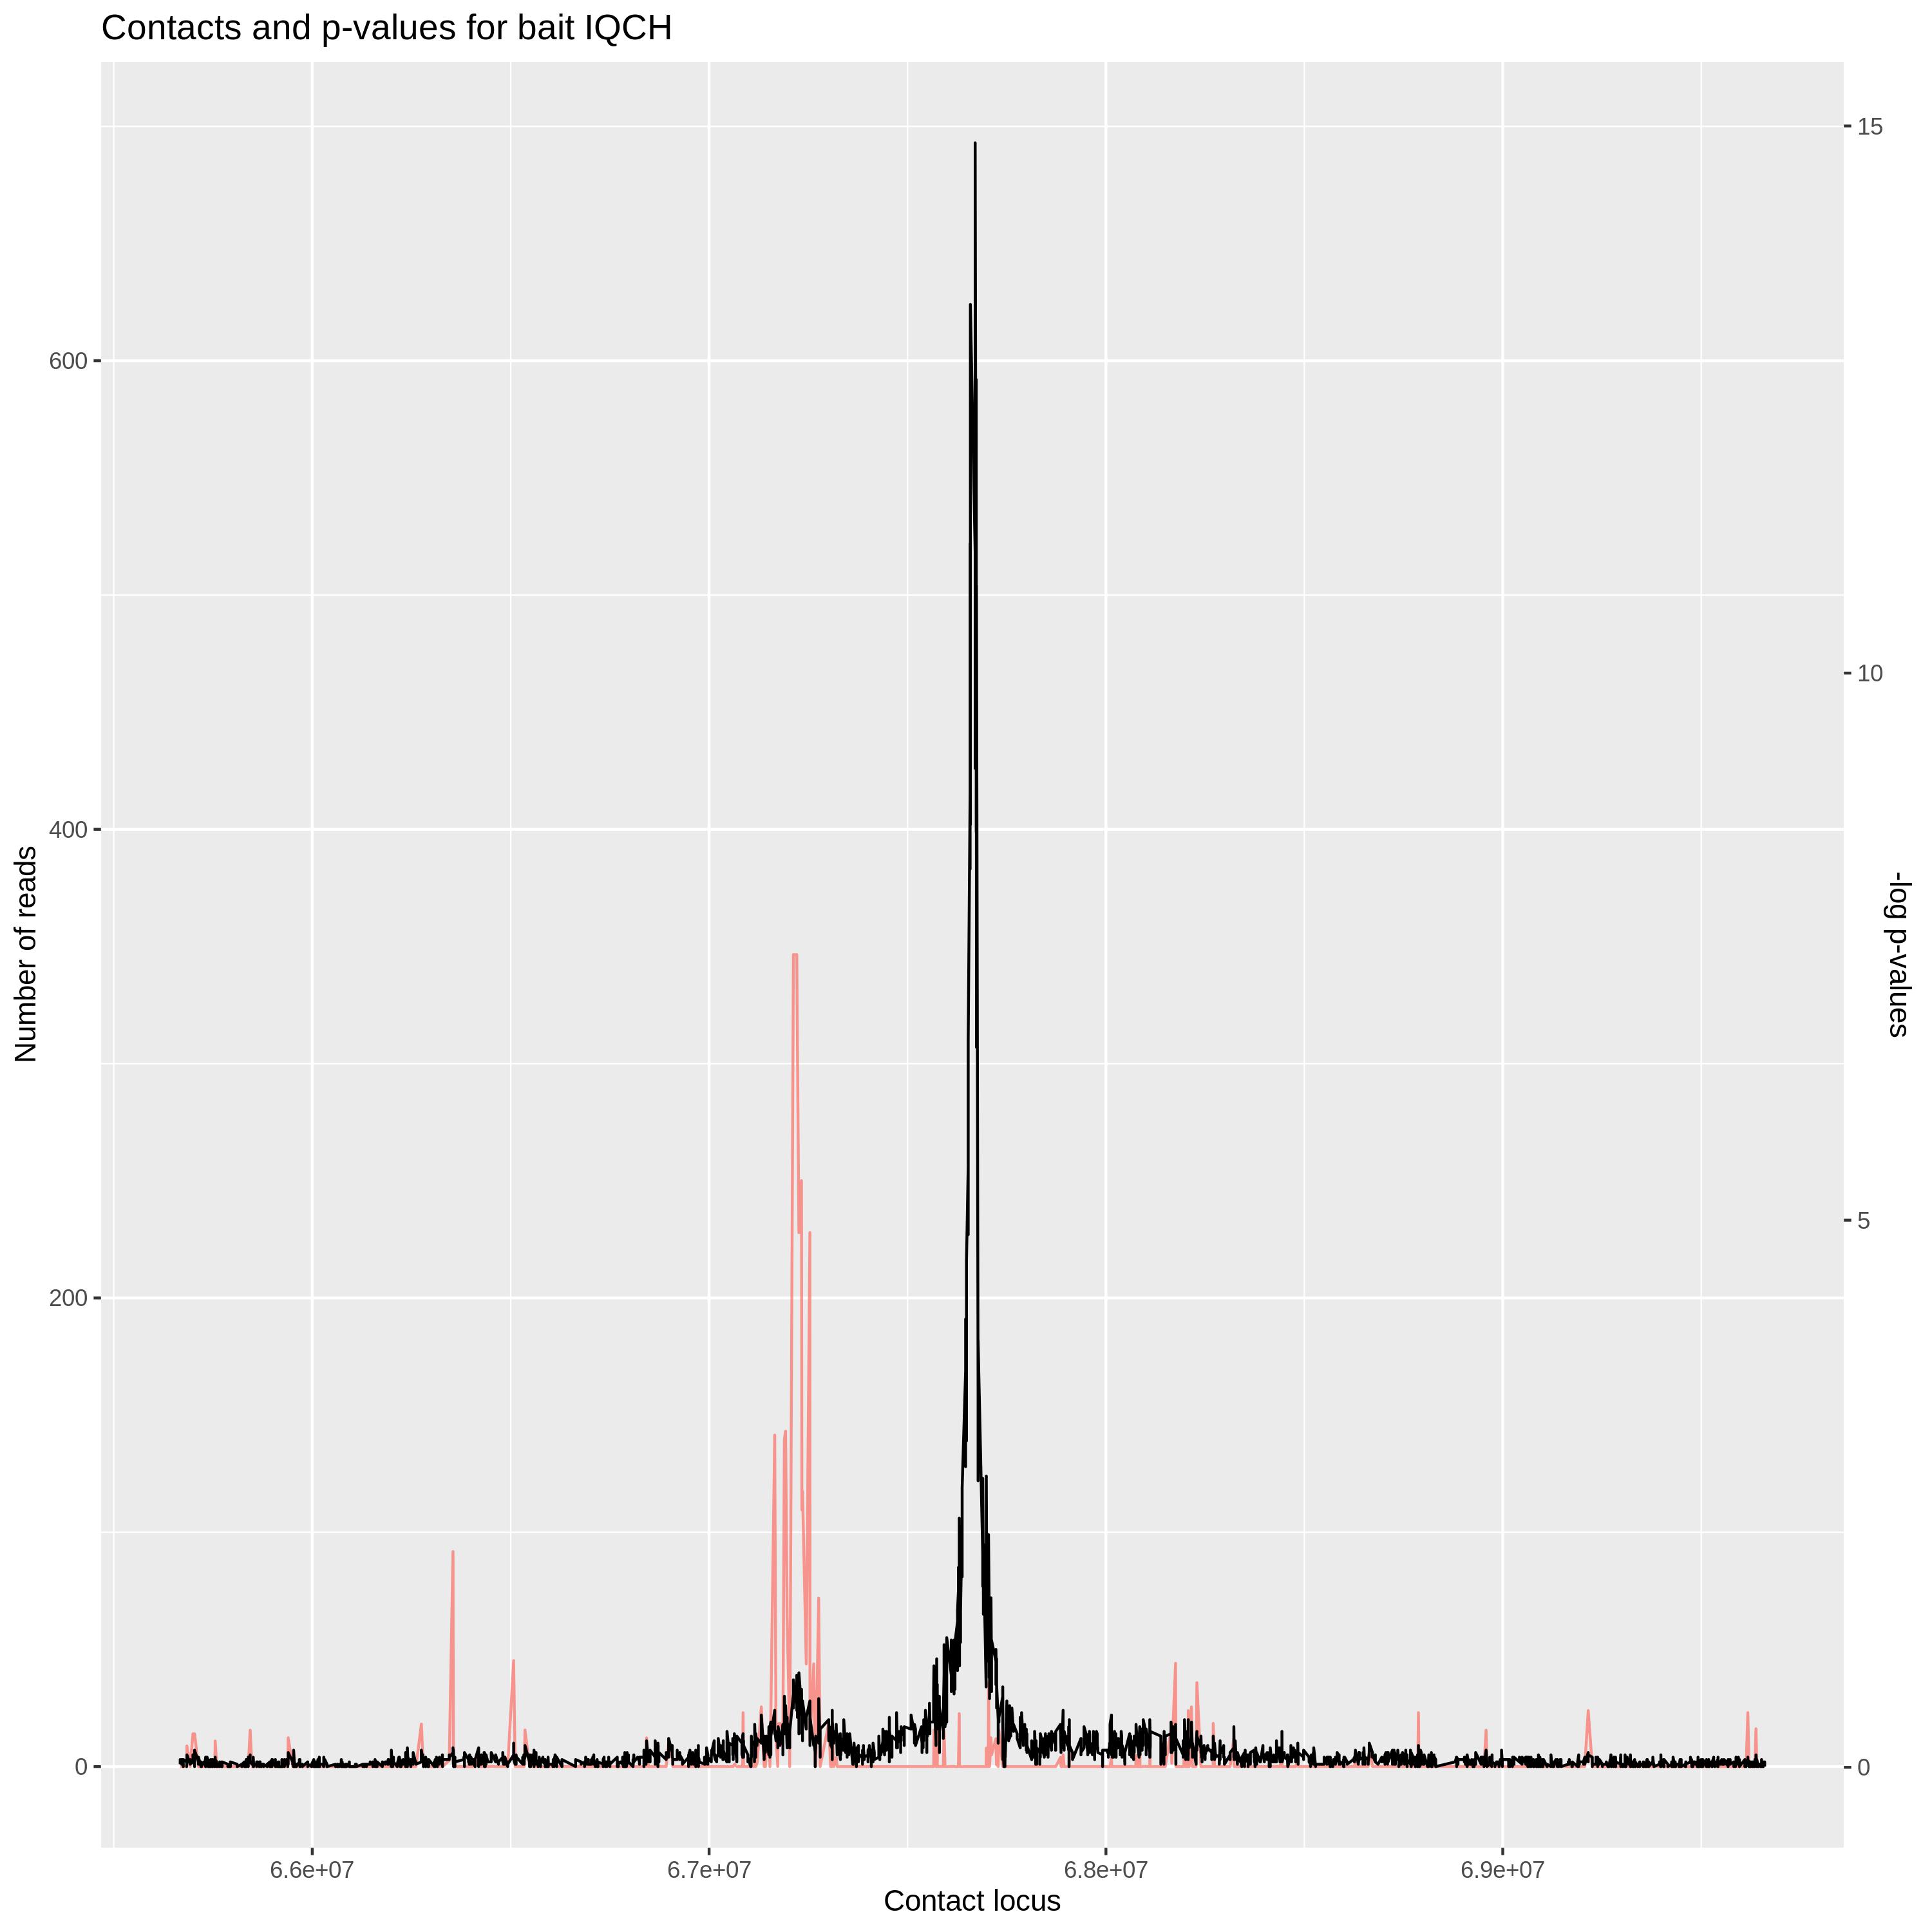 Contacts and p-values for bait IQCH
15
600
10
400
Number of reads
-log p-values
5
200
0
0
6.6e+07
6.7e+07
6.8e+07
6.9e+07
Contact locus